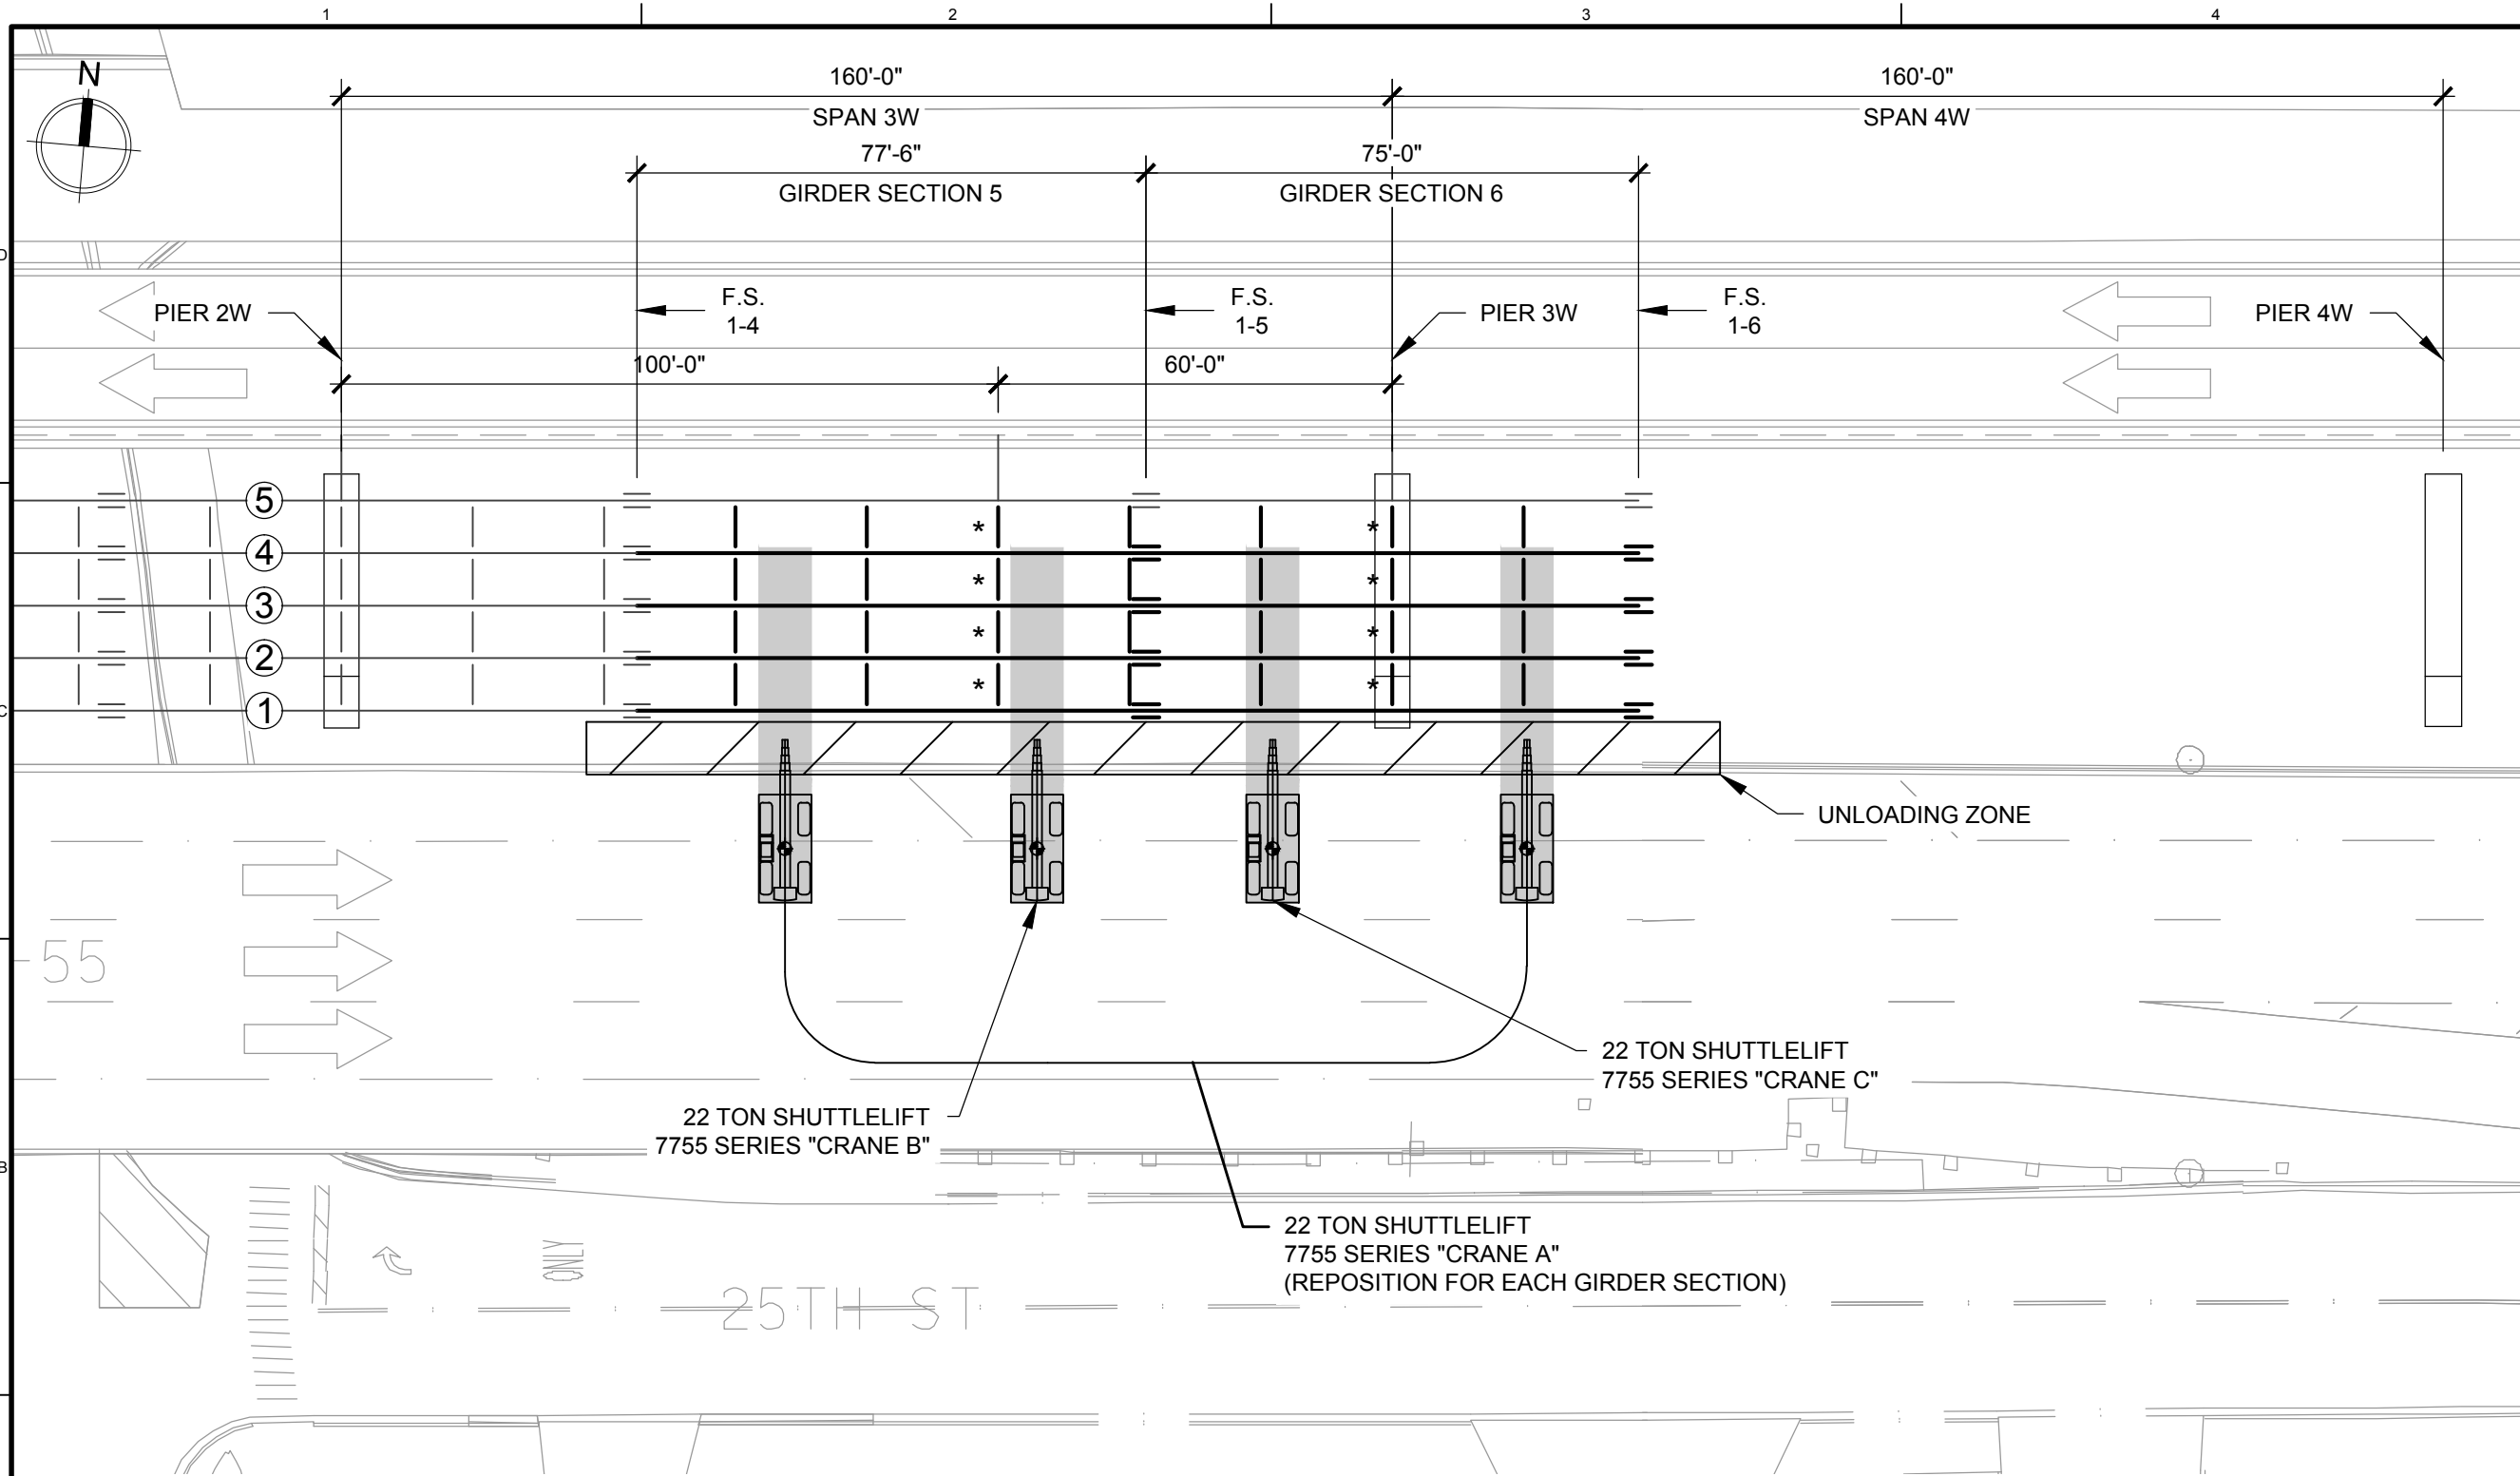 1
2
3
4
N
160'-0"
160'-0"
SPAN 3W
SPAN 4W
77'-6"
75'-0"
GIRDER SECTION 5
GIRDER SECTION 6
D
F.S.
1-4
F.S.
1-5
F.S.
1-6
PIER 2W
PIER 3W
PIER 4W
100'-0"
60'-0"
5
*
*
4
*
*
3
*
*
2
*
*
C
1
UNLOADING ZONE
55
22 TON SHUTTLELIFT
7755 SERIES "CRANE C"
22 TON SHUTTLELIFT
7755 SERIES "CRANE B"
B
22 TON SHUTTLELIFT
7755 SERIES "CRANE A"
(REPOSITION FOR EACH GIRDER SECTION)
25TH ST